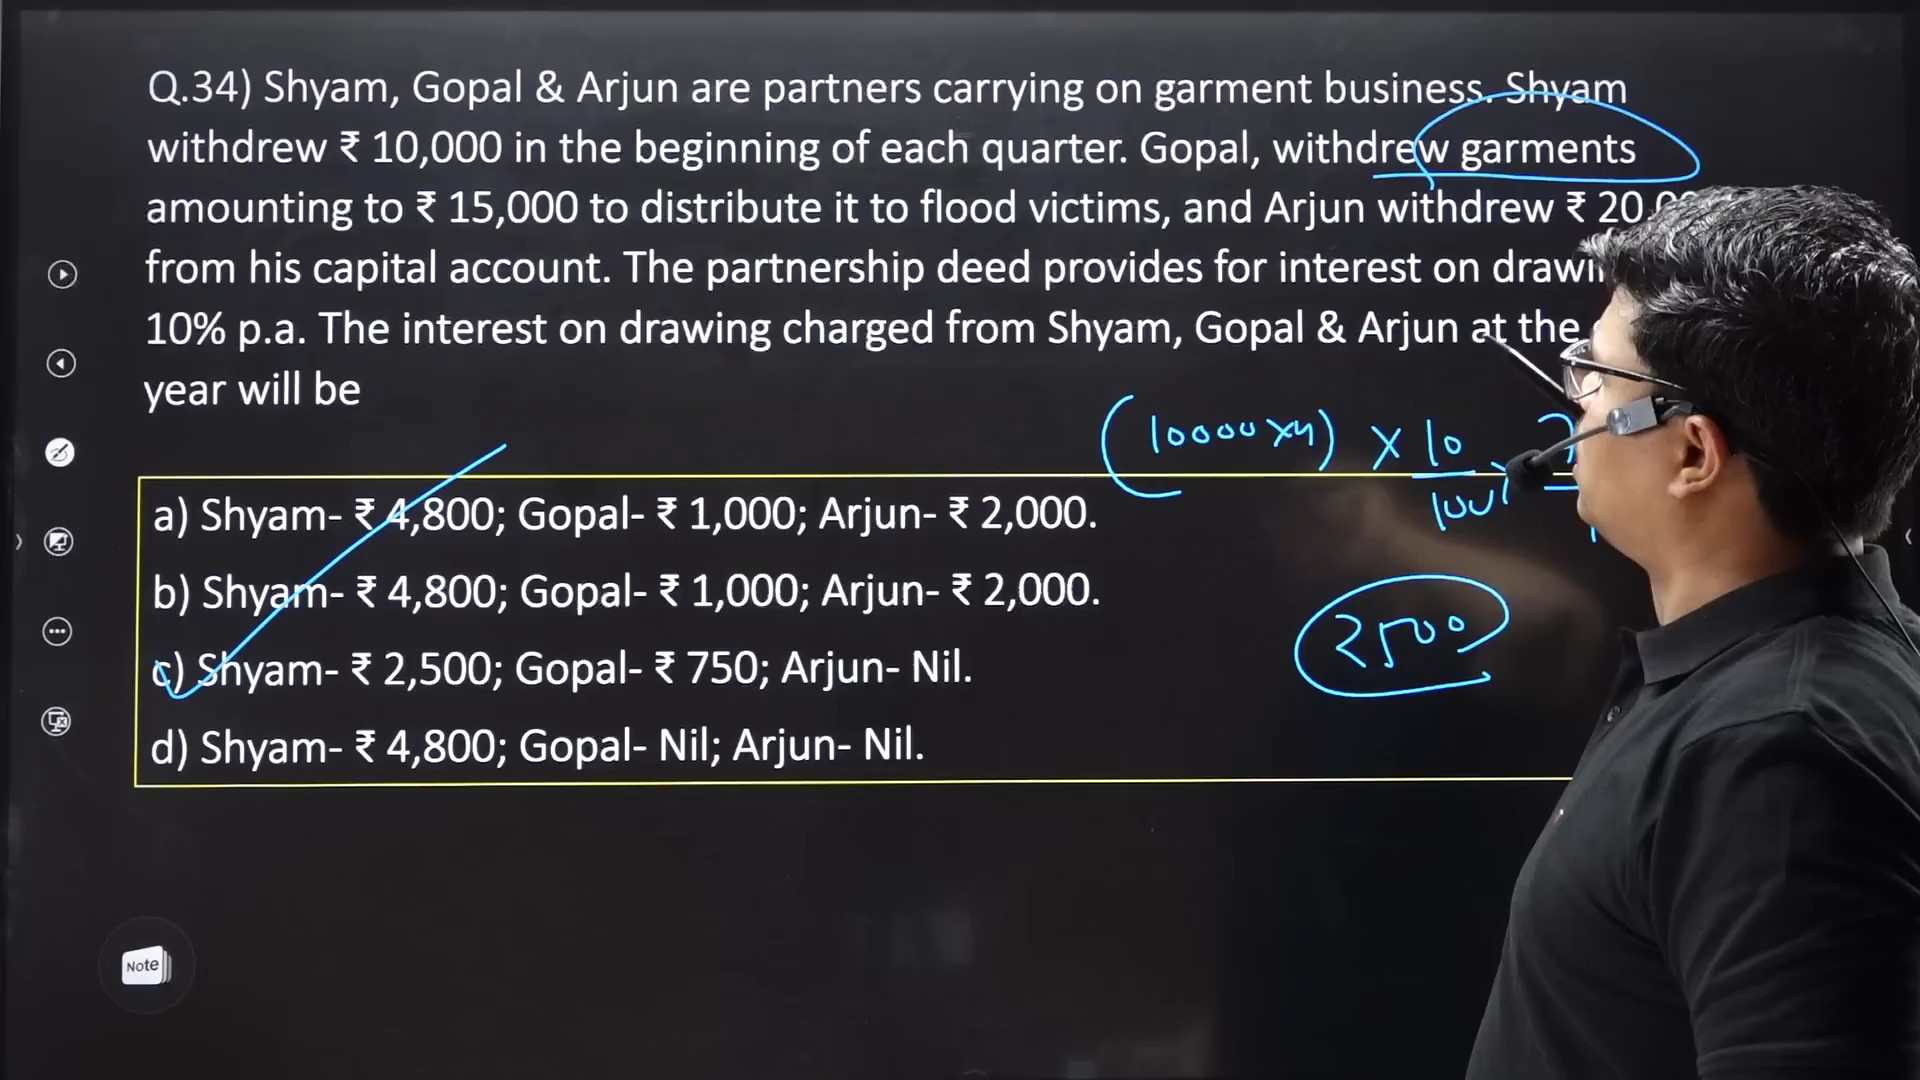 Q.34) Shyam, Gopal & Arjun are partners carrying on garment business. Shyam
withdrew ₹ 10,000 in the beginning of each quarter. Gopal, withdrew garments
amounting to ₹ 15,000 to distribute it to flood victims, and Arjun withdrew ₹
from his capital account. The partnership deed provides for interest on
10% p.a. The interest on drawing charged from Shyam, Gopal & Arjun at the
year will be
(10000 x4) x 10
100
a) Shyam- ₹ 4,800; Gopal- ₹ 1,000; Arjun- ₹ 2,000.
b) Shyam- ₹ 4,800; Gopal- ₹ 1,000; Arjun- ₹ 2,000.
c) Shyam- ₹ 2,500; Gopal- ₹ 750; Arjun- Nil.
2500
d) Shyam- ₹ 4,800; Gopal- Nil; Arjun- Nil.
Note